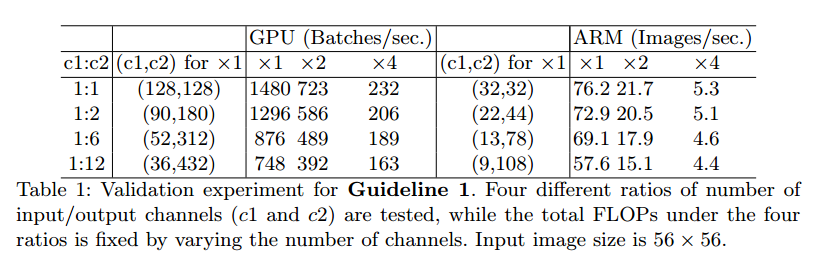 GPU (Batches/sec.) ARM (Images/sec.)
c1:c2 (c1,c2) for ×1 ×1 ×2 ×4 (c1,c2) for ×1 ×1 ×2 ×4
1:1 (128,128) 1480 723 232 (32,32) 76.2 21.7 5.3
1:2 (90,180) 1296 586 206 (22,44) 72.9 20.5 5.1
1:6 (52,312) 876 489 189 (13,78) 69.1 17.9 4.6
1:12 (36,432) 748 392 163 (9,108) 57.6 15.1 4.4
Table 1: Validation experiment for Guideline 1. Four different ratios of number of
input/output channels (c1 and c2) are tested, while the total FLOPs under the four
ratios is fixed by varying the number of channels. Input image size is 56 × 56.